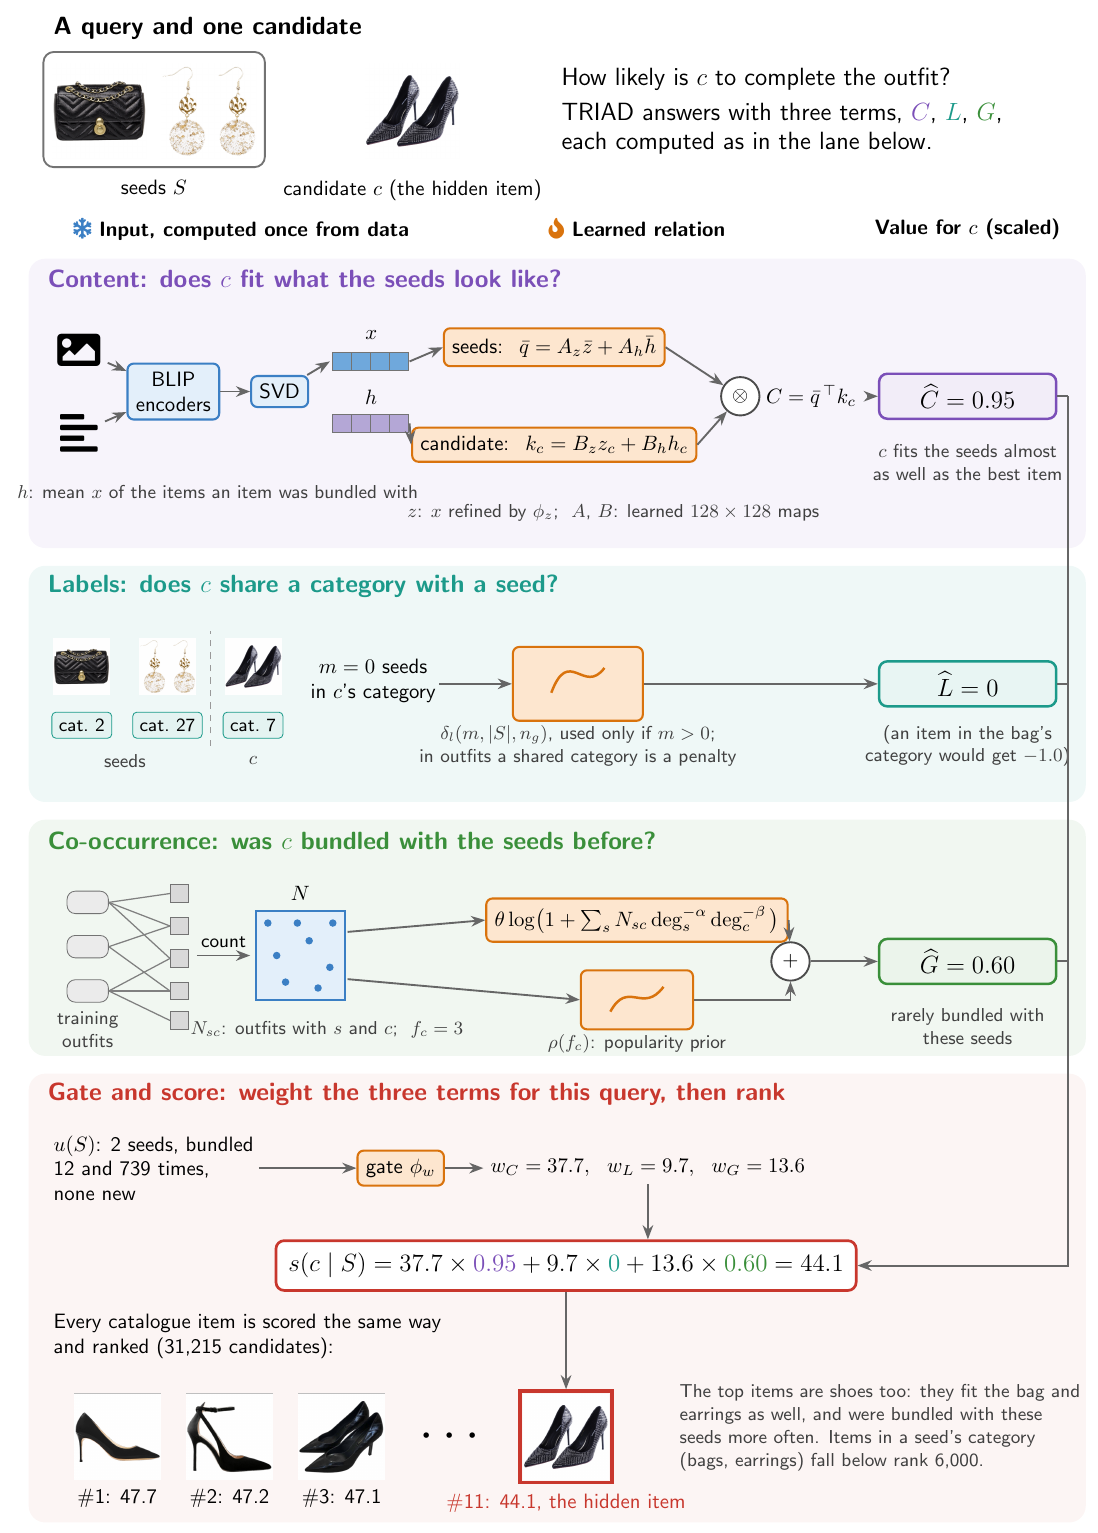 A query and one candidate
How likely is c to complete the outfit?
TRIAD answers with three terms, C, L, G,
each computed as in the lane below.
seeds S
candidate c (the hidden item)
Input, computed once from data
Learned relation
Value for c (scaled)
Content: does c fit what the seeds look like?
x
seeds: q̄ = A_z z̄ + A_h h̄
BLIP
encoders
SVD
h
⊗
C = q̄^⊤ k_c
Ĉ = 0.95
candidate: k_c = B_z z_c + B_h h_c
c fits the seeds almost
as well as the best item
h: mean x of the items an item was bundled with
z: x refined by ϕ_z; A, B: learned 128 × 128 maps
Labels: does c share a category with a seed?
m = 0 seeds
in c's category
L̂ = 0
cat. 2
cat. 27
cat. 7
seeds
c
δ_l(m, |S|, n_g), used only if m > 0;
in outfits a shared category is a penalty
(an item in the bag's
category would get −1.0)
Co-occurrence: was c bundled with the seeds before?
N
count
θ log(1 + ∑_s N_sc deg_s^−α deg_c^−β)
+
Ĝ = 0.60
training
outfits
N_sc: outfits with s and c; f_c = 3
ρ(f_c): popularity prior
rarely bundled with
these seeds
Gate and score: weight the three terms for this query, then rank
u(S): 2 seeds, bundled
12 and 739 times,
none new
gate ϕ_w
w_C = 37.7, w_L = 9.7, w_G = 13.6
s(c | S) = 37.7 × 0.95 + 9.7 × 0 + 13.6 × 0.60 = 44.1
Every catalogue item is scored the same way
and ranked (31,215 candidates):
The top items are shoes too: they fit the bag and
earrings as well, and were bundled with these
seeds more often. Items in a seed's category
(bags, earrings) fall below rank 6,000.
. . .
#1: 47.7
#2: 47.2
#3: 47.1
#11: 44.1, the hidden item